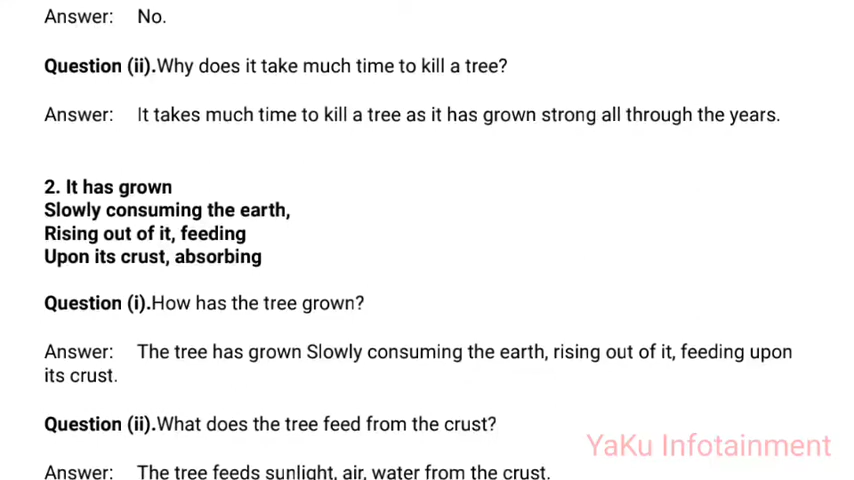 Answer: No.
Question (ii).Why does it take much time to kill a tree?
Answer: It takes much time to kill a tree as it has grown strong all through the years.
2. It has grown
Slowly consuming the earth,
Rising out of it, feeding
Upon its crust, absorbing
Question (i).How has the tree grown?
Answer: The tree has grown Slowly consuming the earth, rising out of it, feeding upon
its crust.
Question (ii).What does the tree feed from the crust?
YaKu Infotainment
Answer: The tree feeds sunlight, air, water from the crust.